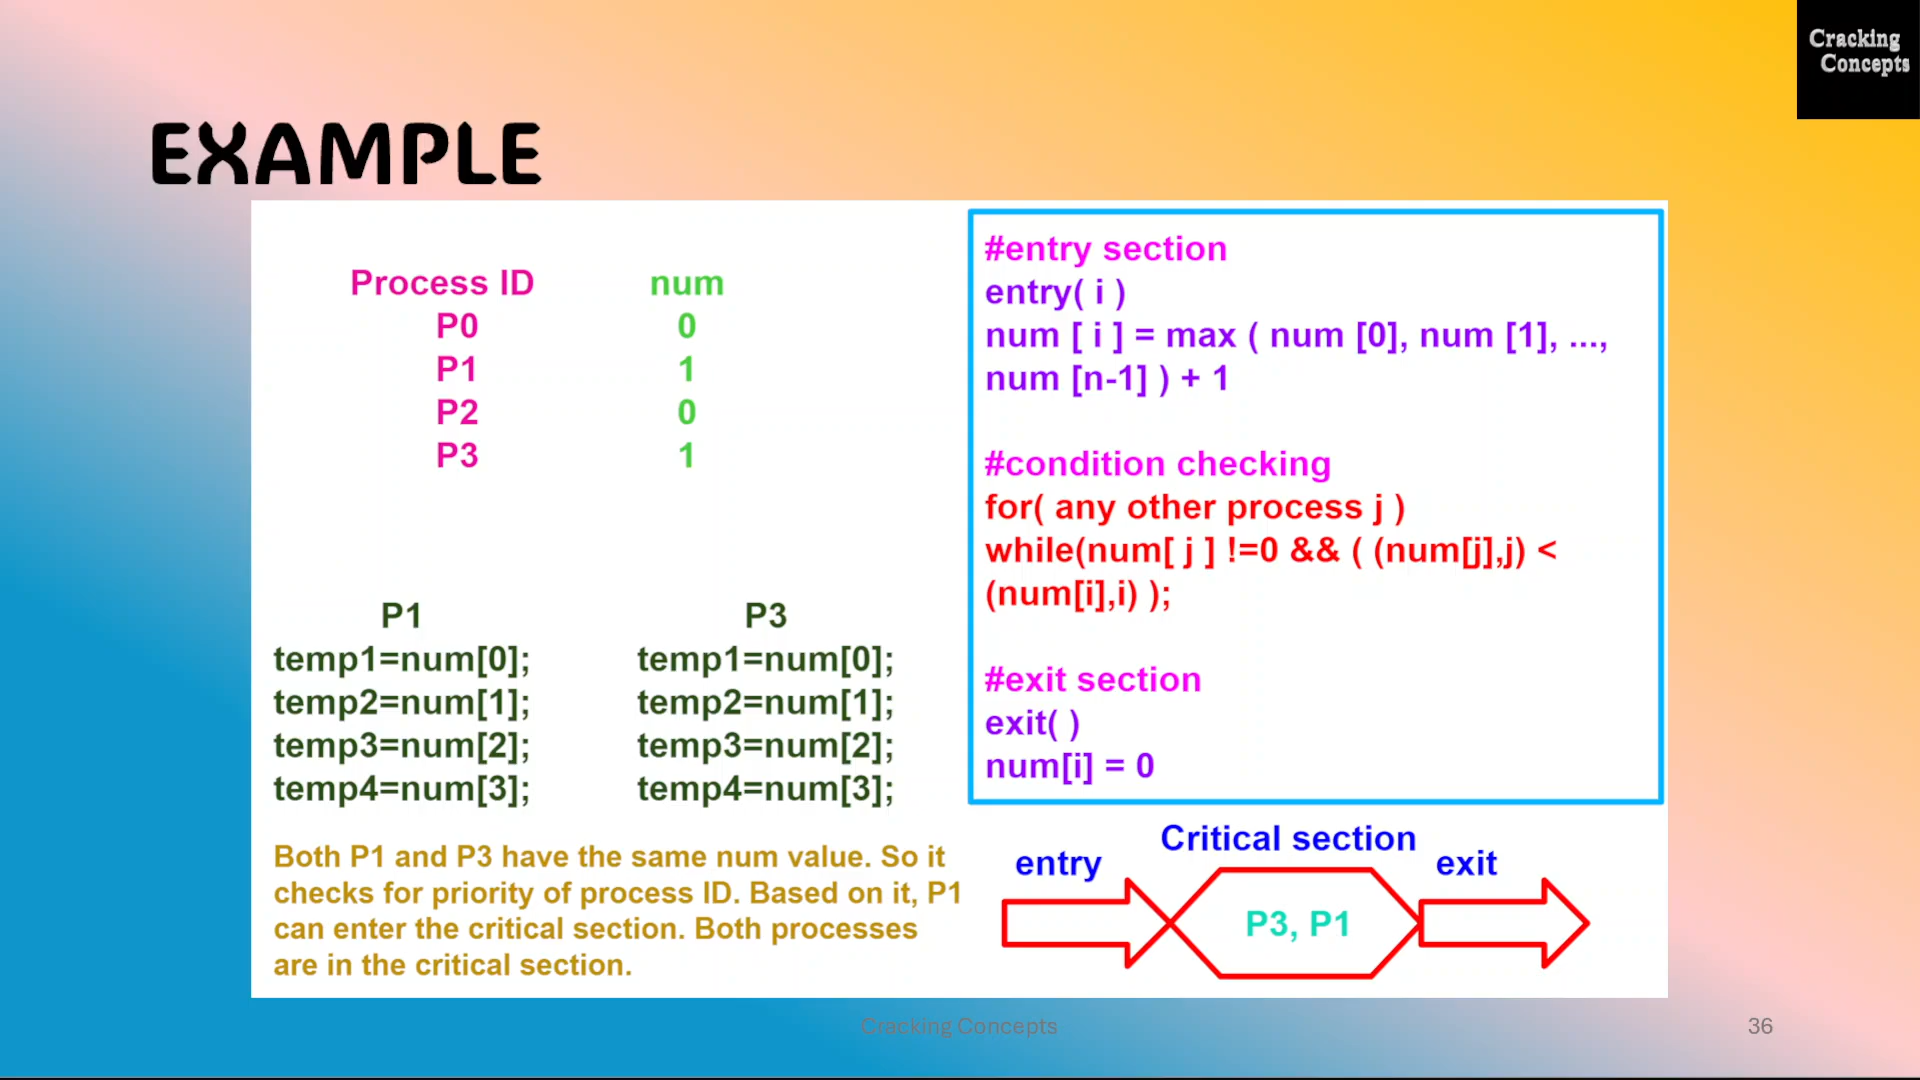 Cracking
Concepts
EXAMPLE
Process ID num
P0 0
P1 1
P2 0
P3 1
P1 P3
temp1=num[0]; temp1=num[0];
temp2=num[1]; temp2=num[1];
temp3=num[2]; temp3=num[2];
temp4=num[3]; temp4=num[3];
Both P1 and P3 have the same num value. So it
checks for priority of process ID. Based on it, P1
can enter the critical section. Both processes
are in the critical section.
#entry section
entry( i )
num [ i ] = max ( num [0], num [1], ...,
num [n-1] ) + 1
#condition checking
for( any other process j )
while(num[ j ] !=0 && ( (num[j],j) <
(num[i],i) );
#exit section
exit( )
num[i] = 0
Critical section
entry exit
P3, P1
Cracking Concepts
36